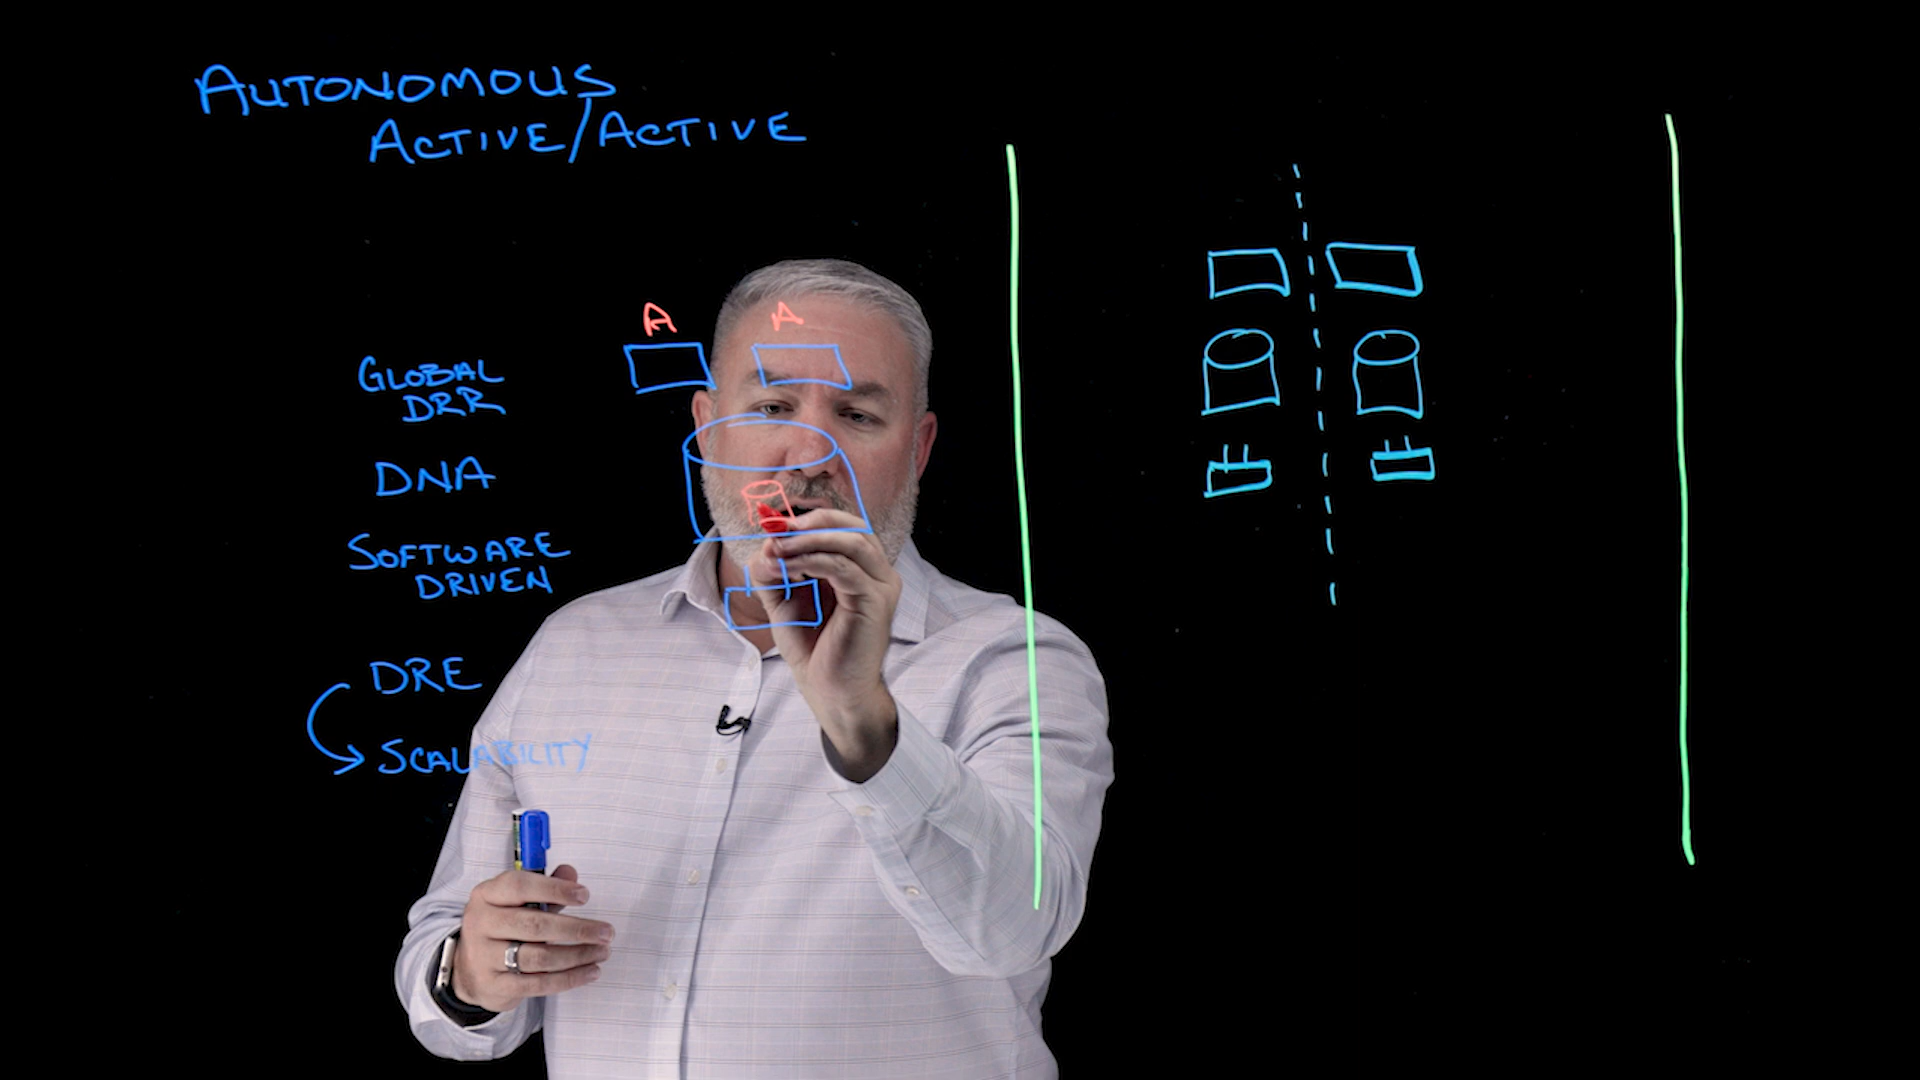 AUTONOMOUS
ACTIVE/ACTIVE
A A
GLOBAL
DRR
DNA
SOFTWARE
DRIVEN
DRE
SCALABILITY